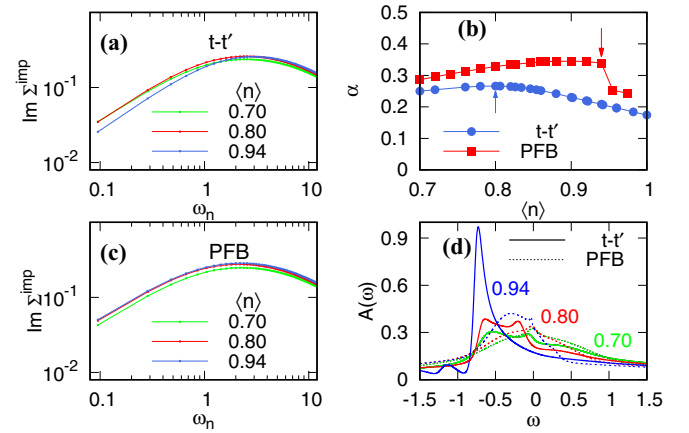 (a) t-t′
Im Σ^imp
10⁻¹
10⁻²
⟨n⟩
0.70
0.80
0.94
0.1 1 10
ωₙ
(b)
α
0.5
0.4
0.3
0.2
0.1
0
t-t′
PFB
0.7 0.8 0.9 1
⟨n⟩
(c) PFB
Im Σ^imp
10⁻¹
10⁻²
⟨n⟩
0.70
0.80
0.94
0.1 1 10
ωₙ
(d) t-t′
PFB
A(ω)
0.9
0.6
0.3
0
0.94
0.80
0.70
-1.5 -1 -0.5 0 0.5 1 1.5
ω